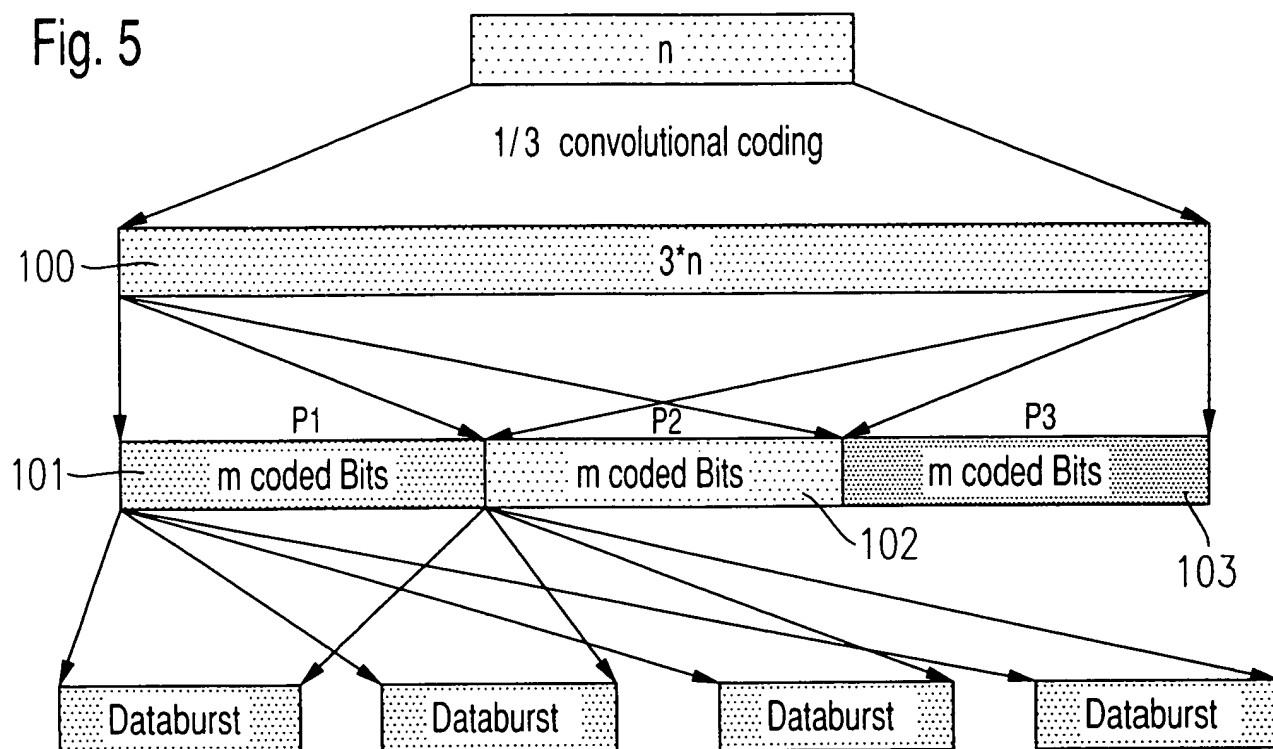 Fig. 5
n
1/3 convolutional coding
100
3*n
P1 P2 P3
101
m coded Bits m coded Bits m coded Bits
102
103
Databurst Databurst Databurst Databurst